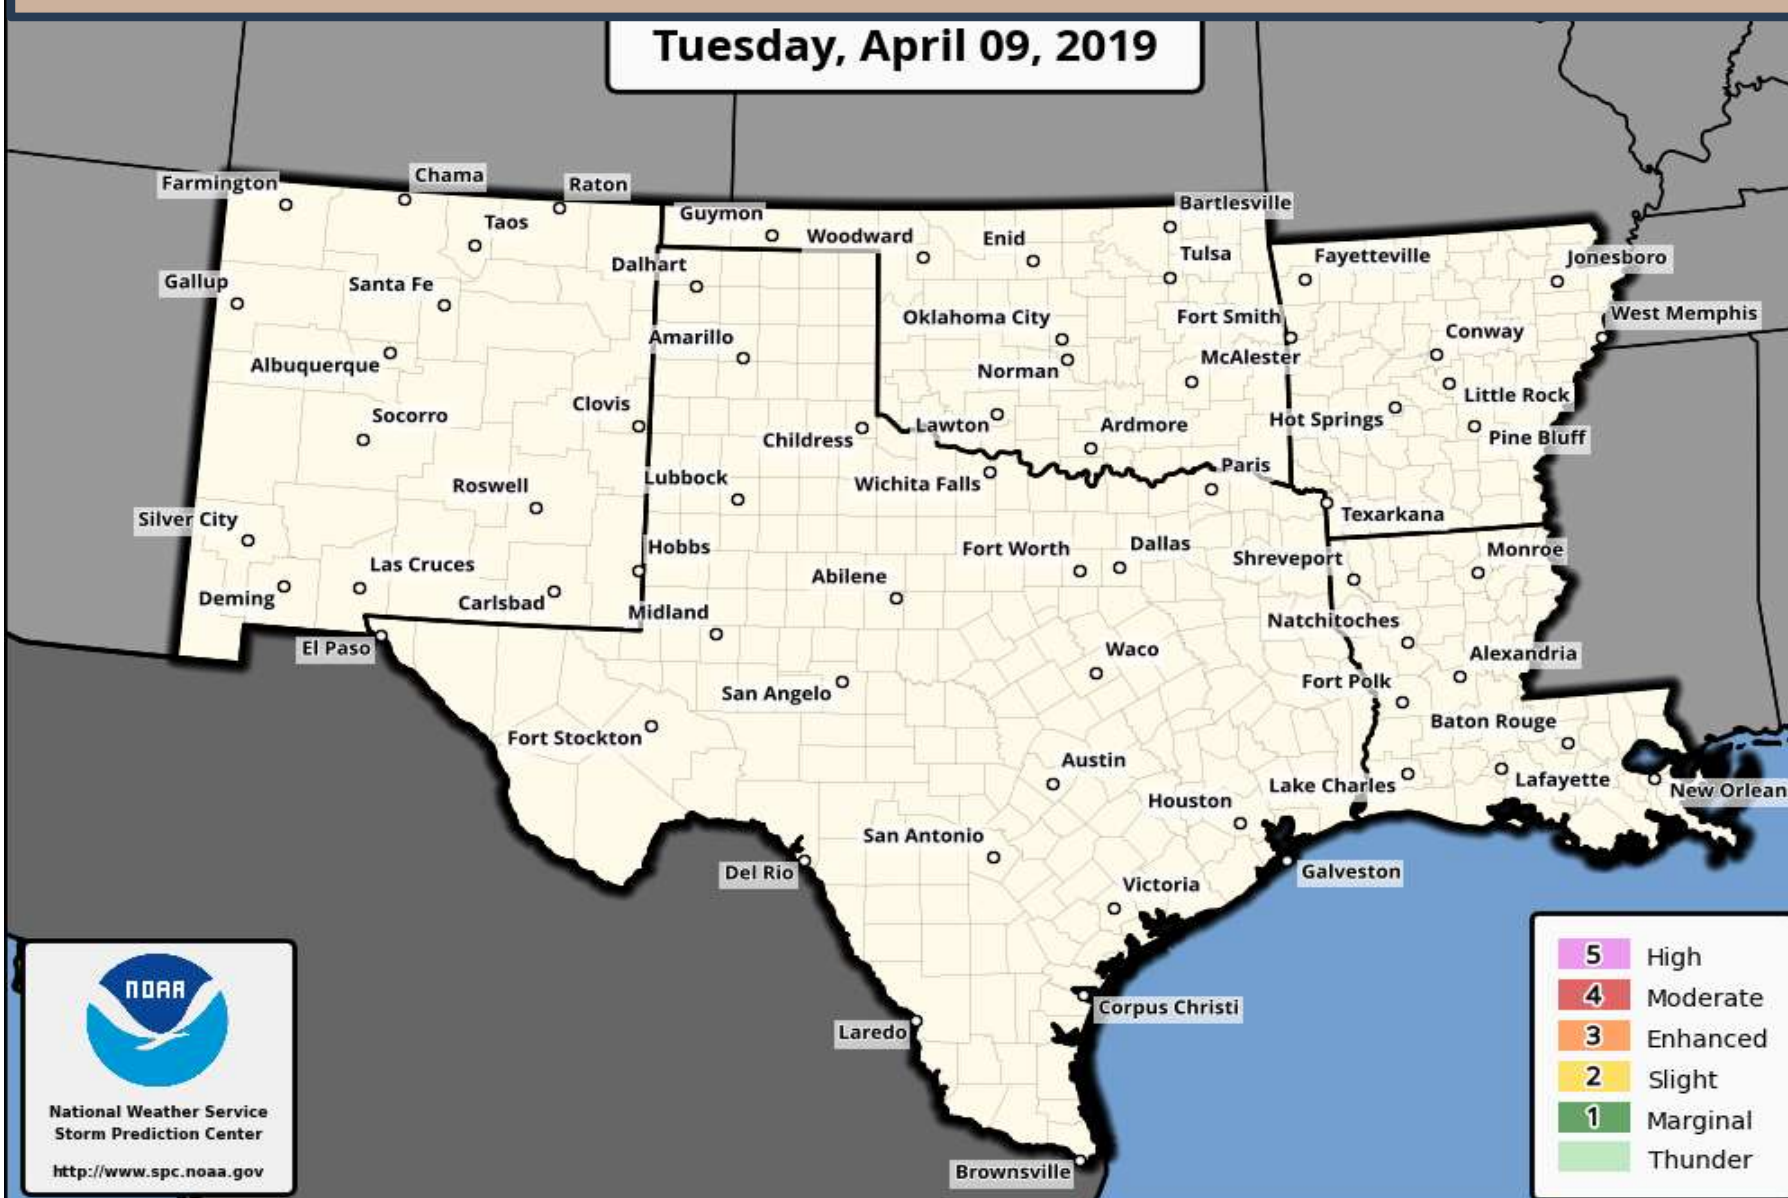 Tuesday, April 09, 2019
Farmington
Chama
Raton
Taos
Guymon
Woodward
Enid
Bartlesville
Tulsa
Fayetteville
Jonesboro
Gallup
Santa Fe
Dalhart
Amarillo
Oklahoma City
Fort Smith
Conway
West Memphis
Albuquerque
Norman
McAlester
Little Rock
Socorro
Clovis
Childress
Lawton
Ardmore
Hot Springs
Pine Bluff
Roswell
Lubbock
Wichita Falls
Paris
Texarkana
Silver City
Hobbs
Fort Worth
Dallas
Shreveport
Monroe
Las Cruces
Deming
Carlsbad
Midland
Abilene
Natchitoches
El Paso
San Angelo
Waco
Fort Polk
Alexandria
Fort Stockton
Austin
Baton Rouge
Houston
Lake Charles
Lafayette
New Orlean
San Antonio
Del Rio
Victoria
Galveston
Laredo
Corpus Christi
Brownsville
NOAA
National Weather Service
Storm Prediction Center
http://www.spc.noaa.gov
5 High
4 Moderate
3 Enhanced
2 Slight
1 Marginal
Thunder